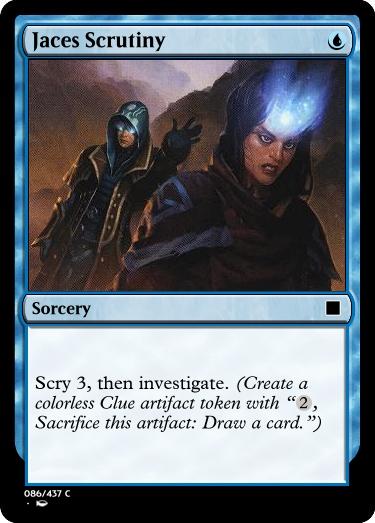 Jaces Scrutiny
Sorcery
Scry 3, then investigate. (Create a
colorless Clue artifact token with “2,
Sacrifice this artifact: Draw a card.”)
086/437 C